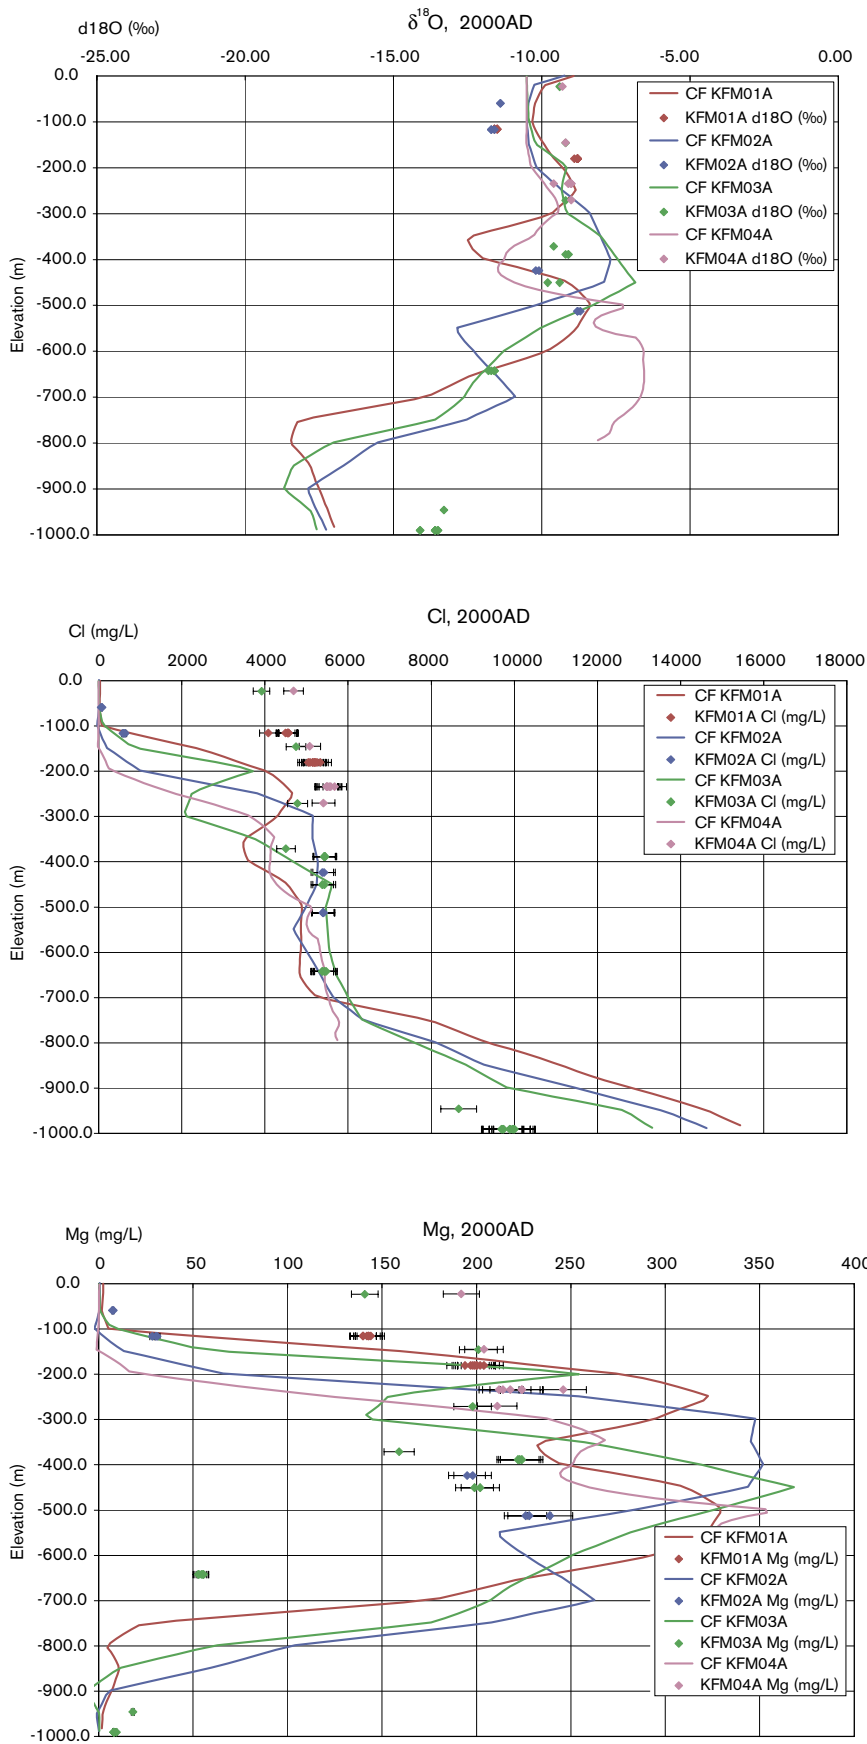 δ18O, 2000AD
d18O (‰)
-25.00 -20.00 -15.00 -10.00 -5.00 0.00
0.0
-100.0
-200.0
-300.0
-400.0
-500.0
-600.0
-700.0
-800.0
-900.0
-1000.0
Elevation (m)
CF KFM01A
KFM01A d18O (‰)
CF KFM02A
KFM02A d18O (‰)
CF KFM03A
KFM03A d18O (‰)
CF KFM04A
KFM04A d18O (‰)
Cl, 2000AD
Cl (mg/L)
0 2000 4000 6000 8000 10000 12000 14000 16000 18000
0.0
-100.0
-200.0
-300.0
-400.0
-500.0
-600.0
-700.0
-800.0
-900.0
-1000.0
Elevation (m)
CF KFM01A
KFM01A Cl (mg/L)
CF KFM02A
KFM02A Cl (mg/L)
CF KFM03A
KFM03A Cl (mg/L)
CF KFM04A
KFM04A Cl (mg/L)
Mg, 2000AD
Mg (mg/L)
0 50 100 150 200 250 300 350 400
0.0
-100.0
-200.0
-300.0
-400.0
-500.0
-600.0
-700.0
-800.0
-900.0
-1000.0
Elevation (m)
CF KFM01A
KFM01A Mg (mg/L)
CF KFM02A
KFM02A Mg (mg/L)
CF KFM03A
KFM03A Mg (mg/L)
CF KFM04A
KFM04A Mg (mg/L)